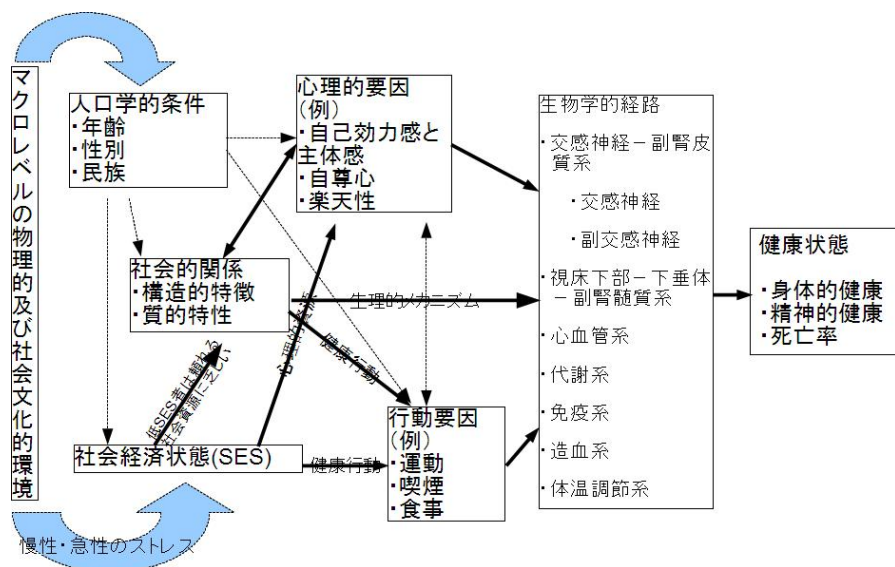 マクロレベルの物理的及び社会文化的環境
人口学的条件
・年齢
・性別
・民族
心理的要因
(例)
・自己効力感と
主体感
・自尊心
・楽天性
生物学的経路
・交感神経－副腎皮
質系
・交感神経
・副交感神経
・視床下部－下垂体
－副腎髄質系
・心血管系
・代謝系
・免疫系
・造血系
・体温調節系
健康状態
・身体的健康
・精神的健康
・死亡率
社会的関係
・構造的特徴
・質的特性
生理的メカニズム
心理的資源
健康行動
低SES者は頼れる
社会資源に乏しい
社会経済状態(SES)
健康行動
行動要因
(例)
・運動
・喫煙
・食事
慢性・急性のストレス